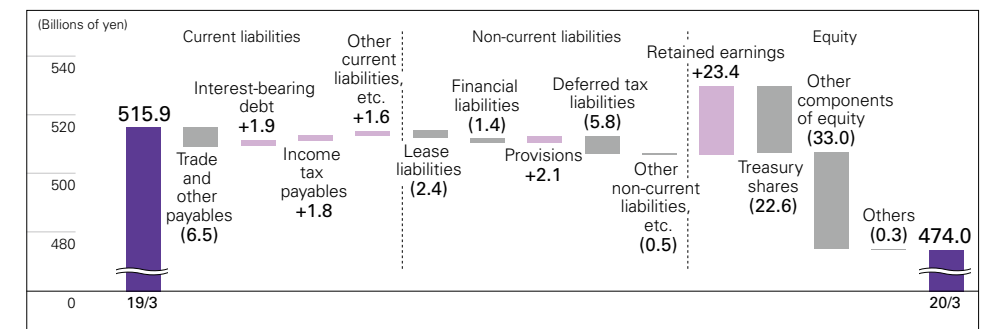 (Billions of yen)
540
520
500
480
0
Current liabilities
Non-current liabilities
Equity
515.9
19/3
Trade
and
other
payables
(6.5)
Interest-bearing
debt
+1.9
Income
tax
payables
+1.8
Other
current
liabilities,
etc.
+1.6
Lease
liabilities
(2.4)
Financial
liabilities
(1.4)
Provisions
+2.1
Deferred tax
liabilities
(5.8)
Other
non-current
liabilities,
etc.
(0.5)
Retained earnings
+23.4
Treasury
shares
(22.6)
Other
components
of equity
(33.0)
Others
(0.3)
474.0
20/3